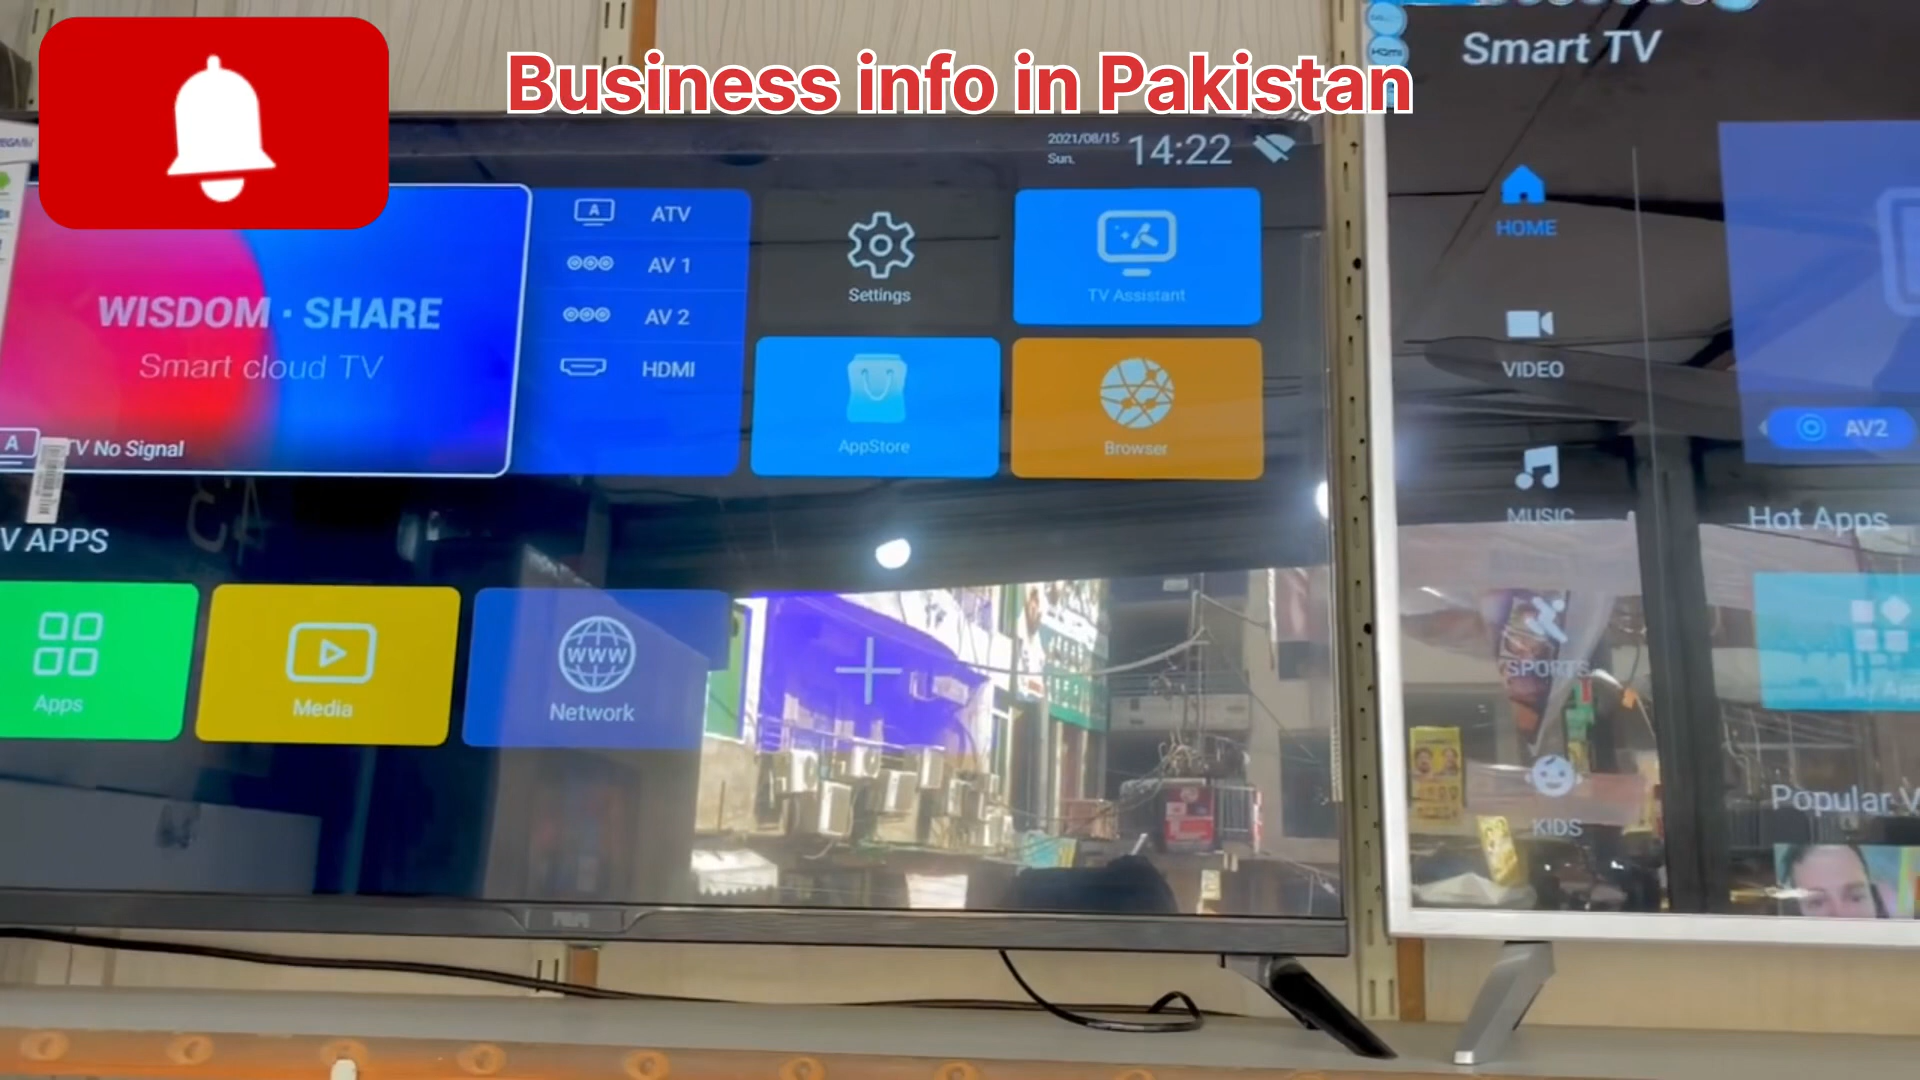 Business info in Pakistan
Smart TV
2021/08/15
Sun.
14:22
WISDOM · SHARE
Smart cloud TV
A
TV No Signal
A
ATV
AV 1
AV 2
HDMI
Settings
TV Assistant
AppStore
Browser
V APPS
Apps
Media
WWW
Network
HOME
VIDEO
MUSIC
SPORTS
KIDS
AV2
Hot Apps
Popular V